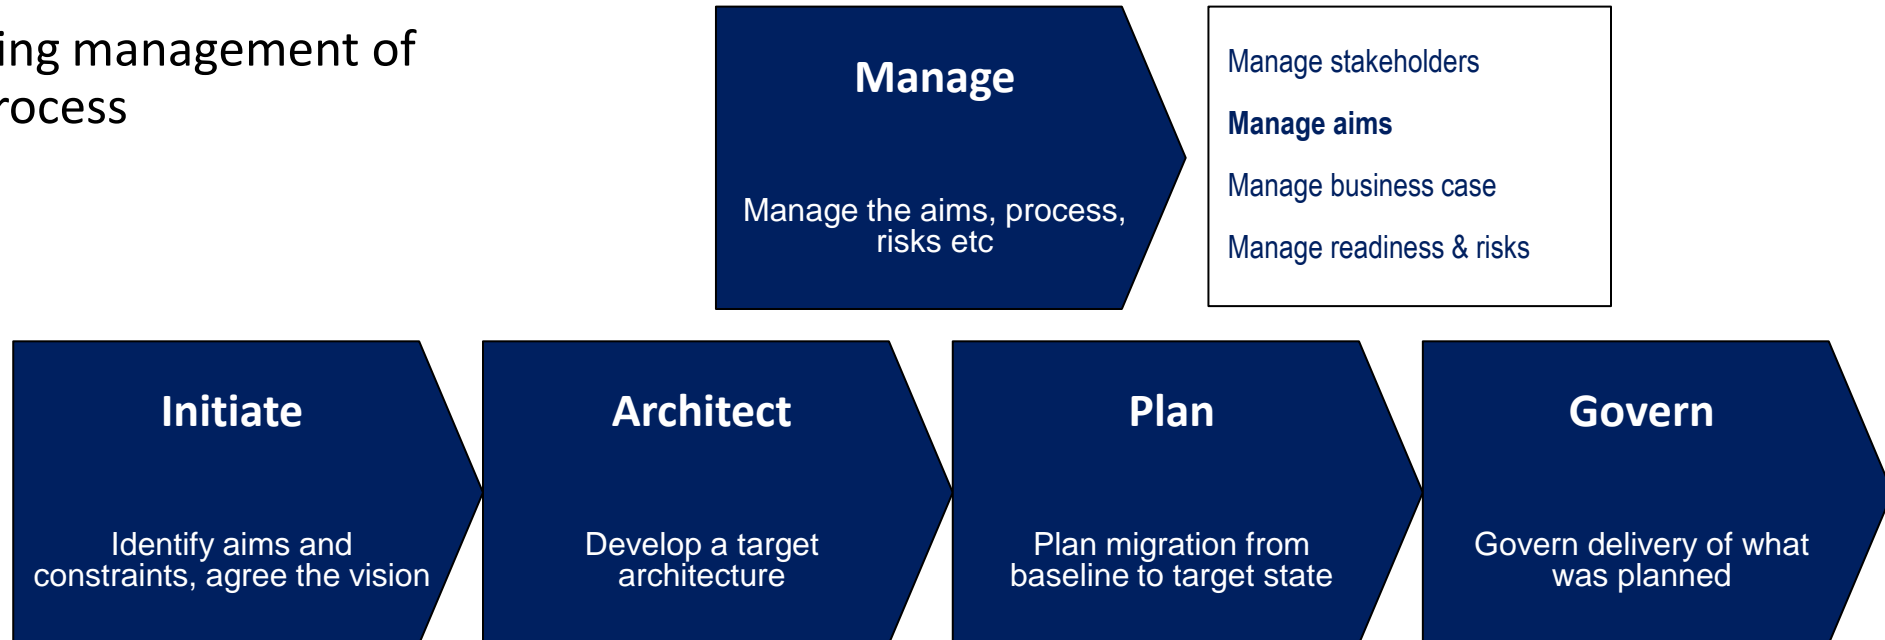 ing management of
rocess
Manage
Manage the aims, process,
risks etc
Manage stakeholders
Manage aims
Manage business case
Manage readiness & risks
Initiate
Identify aims and
constraints, agree the vision
Architect
Develop a target
architecture
Plan
Plan migration from
baseline to target state
Govern
Govern delivery of what
was planned